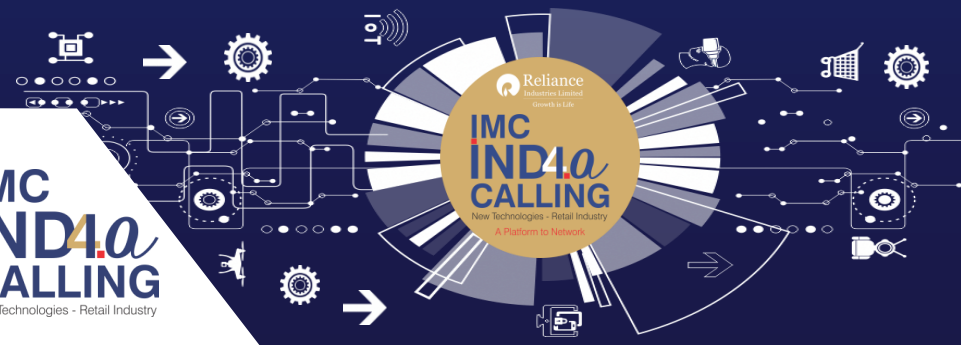 IoT
Reliance
Industries Limited
Growth is Life
IMC
IND4.a
CALLING
New Technologies - Retail Industry
A Platform to Network
MC
ND4.a
ALLING
Technologies - Retail Industry